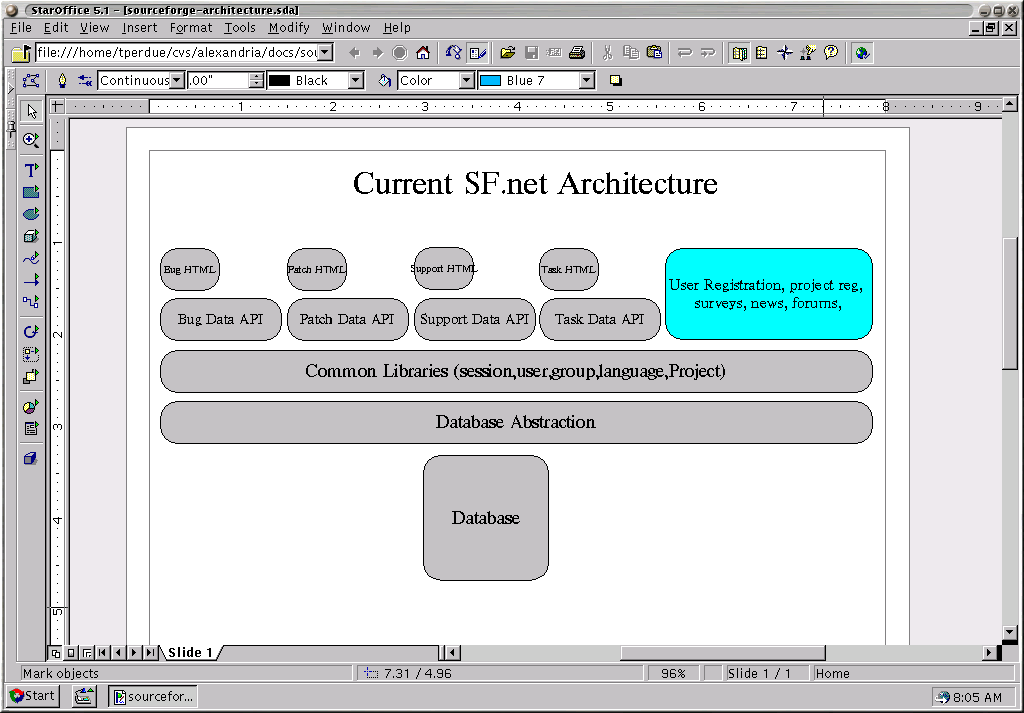 StarOffice 5.1 - [sourceforge-architecture.sda]
File Edit View Insert Format Tools Modify Window Help
file:///home/tperdue/cvs/alexandria/docs/sou
Continuous .00" Black Color Blue 7
1 2 3 4 5 6 7 8 9
1
2
3
4
5
Current SF.net Architecture
Bug HTML Patch HTML Support HTML Task HTML
User Registration, project reg,
surveys, news, forums,
Bug Data API Patch Data API Support Data API Task Data API
Common Libraries (session,user,group,language,Project)
Database Abstraction
Database
Slide 1
Mark objects 7.31 / 4.96 96% Slide 1 / 1 Home
Start sourcefor... 8:05 AM